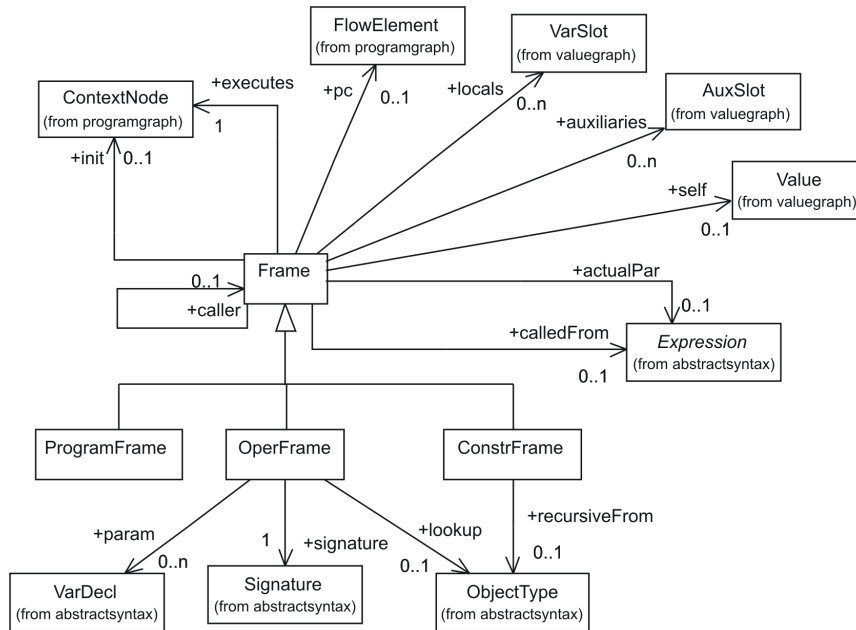 FlowElement
(from programgraph)
VarSlot
(from valuegraph)
+executes
+pc
0..1
+locals
0..n
ContextNode
(from programgraph)
1
AuxSlot
(from valuegraph)
+auxiliaries
0..n
+init
0..1
Value
(from valuegraph)
+self
0..1
Frame
0..1
+caller
+actualPar
0..1
+calledFrom
0..1
Expression
(from abstractsyntax)
ProgramFrame
OperFrame
ConstrFrame
+param
0..n
1
+signature
+lookup
0..1
+recursiveFrom
0..1
VarDecl
(from abstractsyntax)
Signature
(from abstractsyntax)
ObjectType
(from abstractsyntax)